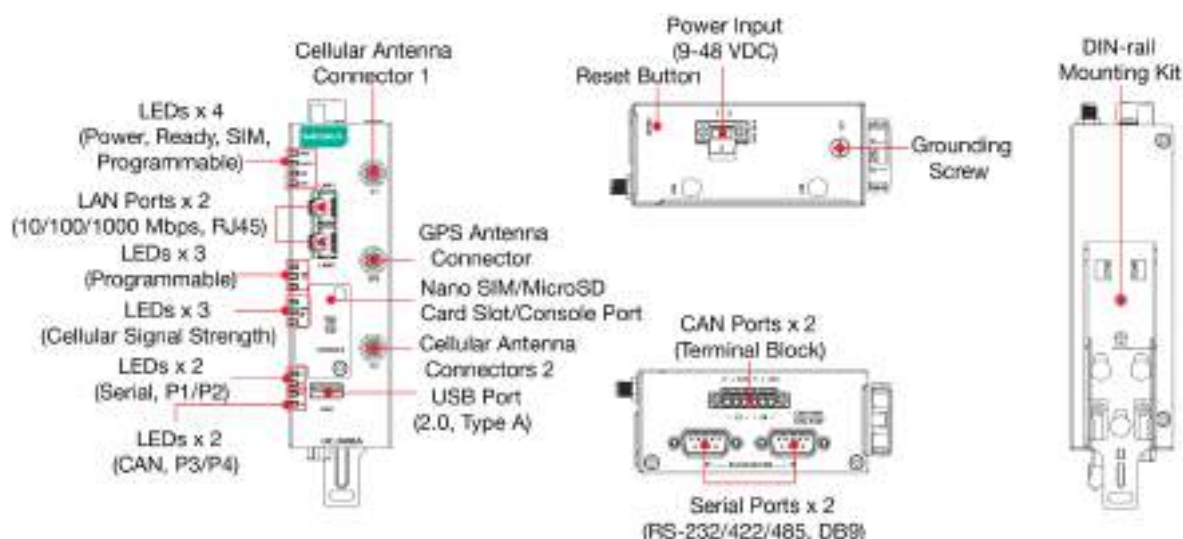 Cellular Antenna
Connector 1
LEDs x 4
(Power, Ready, SIM,
Programmable)
LAN Ports x 2
(10/100/1000 Mbps, RJ45)
LEDs x 3
(Programmable)
LEDs x 3
(Cellular Signal Strength)
LEDs x 2
(Serial, P1/P2)
LEDs x 2
(CAN, P3/P4)
GPS Antenna
Connector
Nano SIM/MicroSD
Card Slot/Console Port
Cellular Antenna
Connectors 2
USB Port
(2.0, Type A)
Power Input
(9-48 VDC)
Reset Button
Grounding
Screw
CAN Ports x 2
(Terminal Block)
Serial Ports x 2
(RS-232/422/485, DB9)
DIN-rail
Mounting Kit